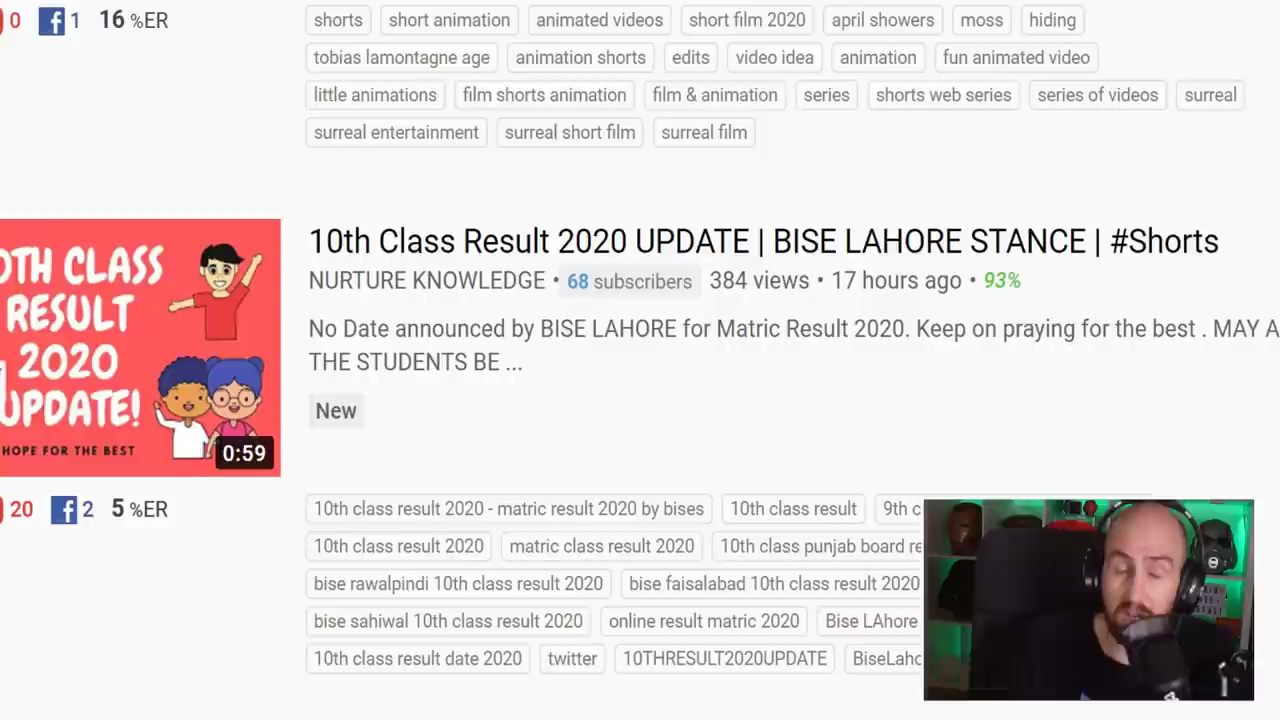 0 1 16 %ER
shorts short animation animated videos short film 2020 april showers moss hiding
tobias lamontagne age animation shorts edits video idea animation fun animated video
little animations film shorts animation film & animation series shorts web series series of videos surreal
surreal entertainment surreal short film surreal film
0TH CLASS
RESULT
2020
UPDATE!
HOPE FOR THE BEST
0:59
10th Class Result 2020 UPDATE | BISE LAHORE STANCE | #Shorts
NURTURE KNOWLEDGE • 68 subscribers 384 views • 17 hours ago • 93%
No Date announced by BISE LAHORE for Matric Result 2020. Keep on praying for the best . MAY A
THE STUDENTS BE ...
New
20 2 5 %ER
10th class result 2020 - matric result 2020 by bises 10th class result 9th c
10th class result 2020 matric class result 2020 10th class punjab board re
bise rawalpindi 10th class result 2020 bise faisalabad 10th class result 2020
bise sahiwal 10th class result 2020 online result matric 2020 Bise LAhore
10th class result date 2020 twitter 10THRESULT2020UPDATE BiseLaho